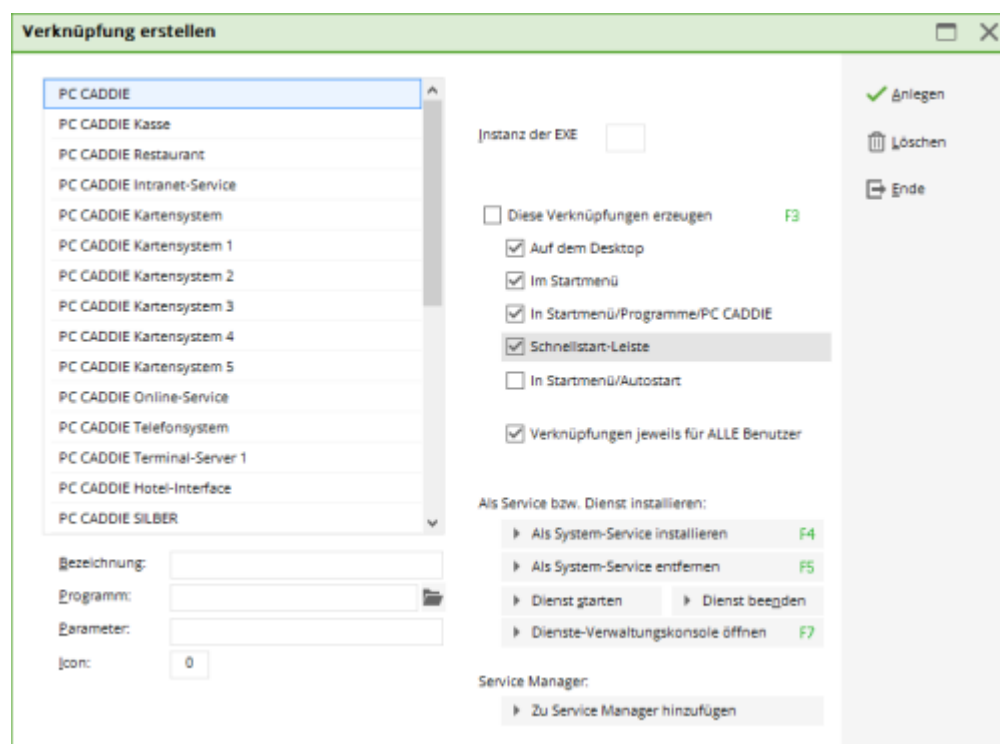 Verknüpfung erstellen
PC CADDIE
PC CADDIE Kasse
PC CADDIE Restaurant
PC CADDIE Intranet-Service
PC CADDIE Kartensystem
PC CADDIE Kartensystem 1
PC CADDIE Kartensystem 2
PC CADDIE Kartensystem 3
PC CADDIE Kartensystem 4
PC CADDIE Kartensystem 5
PC CADDIE Online-Service
PC CADDIE Telefonsystem
PC CADDIE Terminal-Server 1
PC CADDIE Hotel-Interface
PC CADDIE SILBER
Bezeichnung:
Programm:
Parameter:
Icon: 0
Instanz der EXE
Diese Verknüpfungen erzeugen F3
Auf dem Desktop
Im Startmenü
In Startmenü/Programme/PC CADDIE
Schnellstart-Leiste
In Startmenü/Autostart
Verknüpfungen jeweils für ALLE Benutzer
Als Service bzw. Dienst installieren:
Als System-Service installieren F4
Als System-Service entfernen F5
Dienst starten Dienst beenden
Dienste-Verwaltungskonsole öffnen F7
Service Manager:
Zu Service Manager hinzufügen
Anlegen
Löschen
Ende